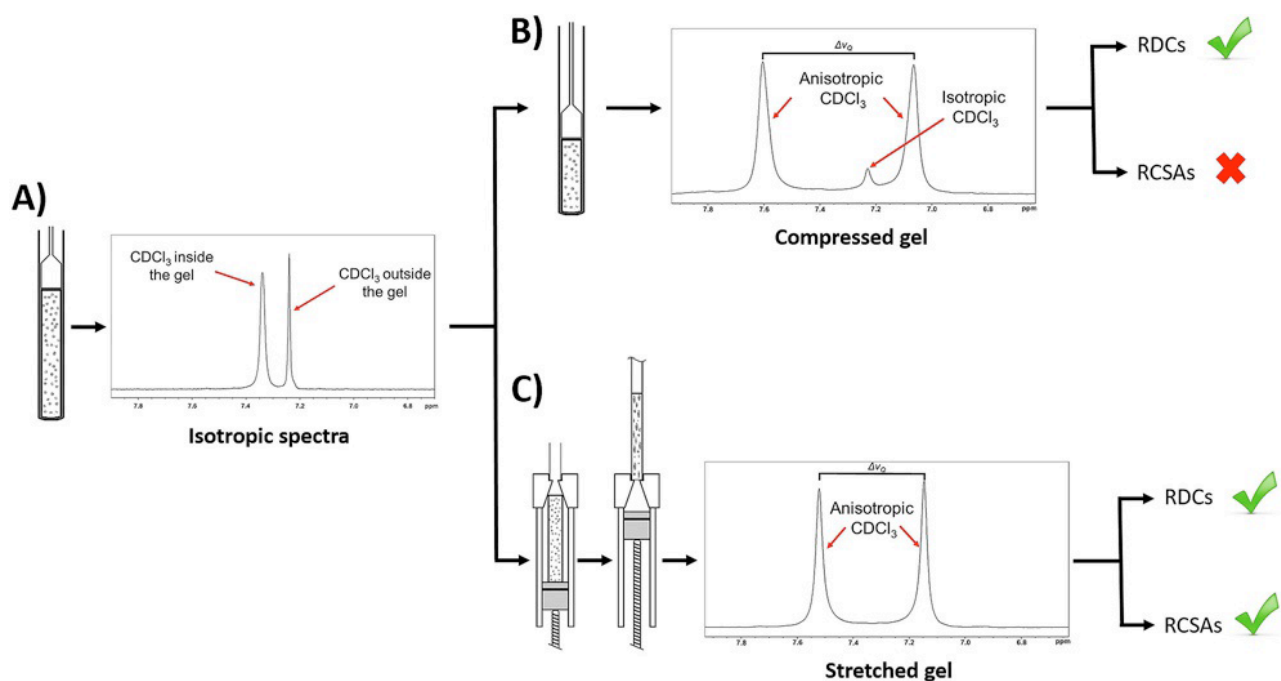 A)
CDCl₃ inside
the gel
CDCl₃ outside
the gel
7.8 7.6 7.4 7.2 7.0 6.8 ppm
Isotropic spectra
B)
Δν_Q
Anisotropic
CDCl₃
Isotropic
CDCl₃
7.8 7.6 7.4 7.2 7.0 6.8 ppm
Compressed gel
RDCs
RCSAs
C)
Δν_Q
Anisotropic
CDCl₃
7.8 7.6 7.4 7.2 7.0 6.8 ppm
Stretched gel
RDCs
RCSAs